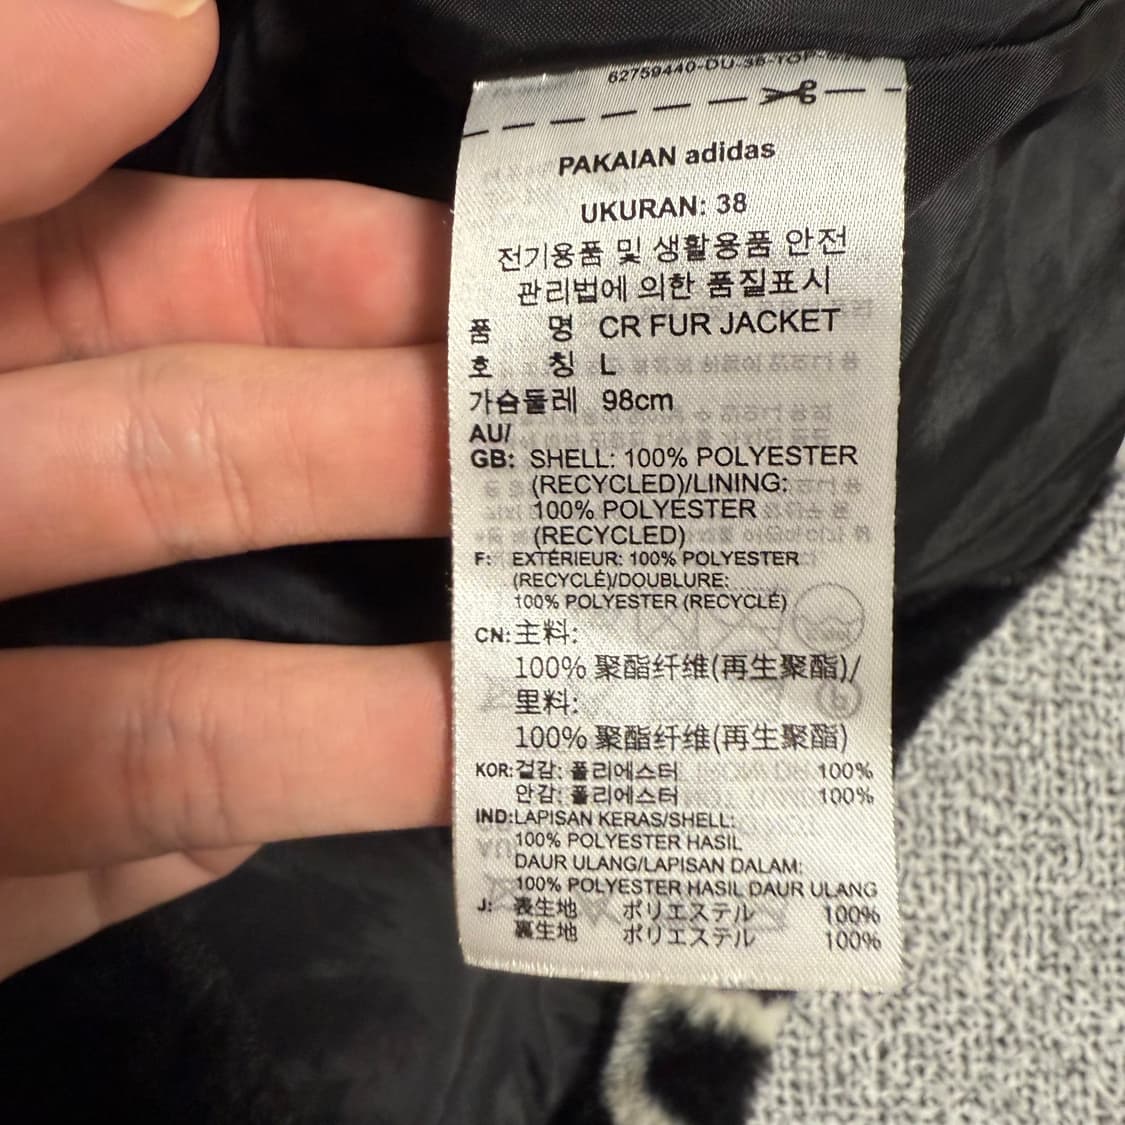 62759440-DU-38-TOP
PAKAIAN adidas
UKURAN: 38
전기용품 및 생활용품 안전
관리법에 의한 품질표시
품 명 CR FUR JACKET
호 칭 L
가슴둘레 98cm
AU/
GB: SHELL: 100% POLYESTER
(RECYCLED)/LINING:
100% POLYESTER
(RECYCLED)
F: EXTÉRIEUR: 100% POLYESTER
(RECYCLÉ)/DOUBLURE:
100% POLYESTER (RECYCLÉ)
CN: 主料:
100% 聚酯纤维(再生聚酯)/
里料:
100% 聚酯纤维(再生聚酯)
KOR: 겉감: 폴리에스터 100%
안감: 폴리에스터 100%
IND: LAPISAN KERAS/SHELL:
100% POLYESTER HASIL
DAUR ULANG/LAPISAN DALAM:
100% POLYESTER HASIL DAUR ULANG
J: 表生地 ポリエステル 100%
裏生地 ポリエステル 100%